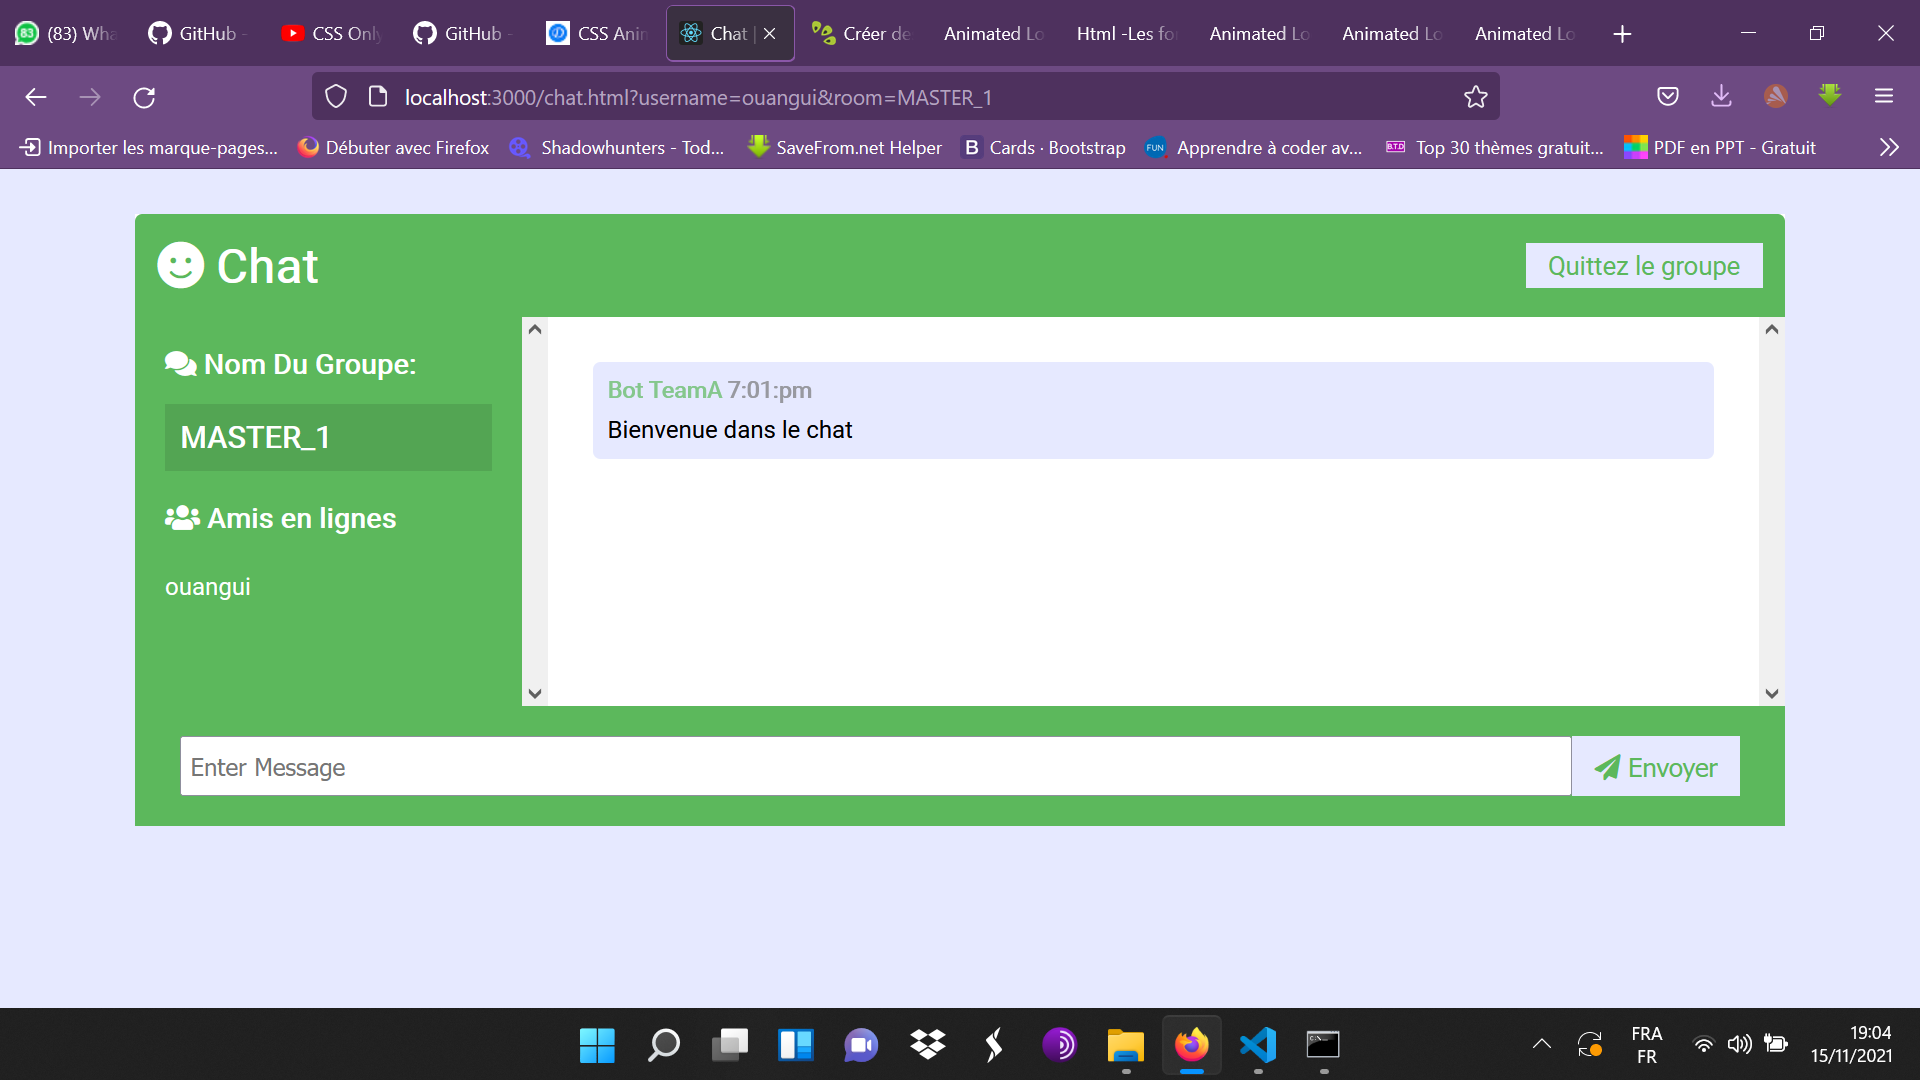 (83) Wha
GitHub -
CSS Only
GitHub -
CSS Anin
Chat |
Créer de
Animated Lo
Html -Les fo
Animated Lo
Animated Lo
Animated Lo
localhost:3000/chat.html?username=ouangui&room=MASTER_1
Importer les marque-pages...
Débuter avec Firefox
Shadowhunters - Tod...
SaveFrom.net Helper
B Cards · Bootstrap
FUN Apprendre à coder av...
B.T.D Top 30 thèmes gratuit...
PDF en PPT - Gratuit
Chat
Quittez le groupe
Nom Du Groupe:
MASTER_1
Amis en lignes
ouangui
Bot TeamA 7:01:pm
Bienvenue dans le chat
Enter Message
Envoyer
FRA
FR
19:04
15/11/2021